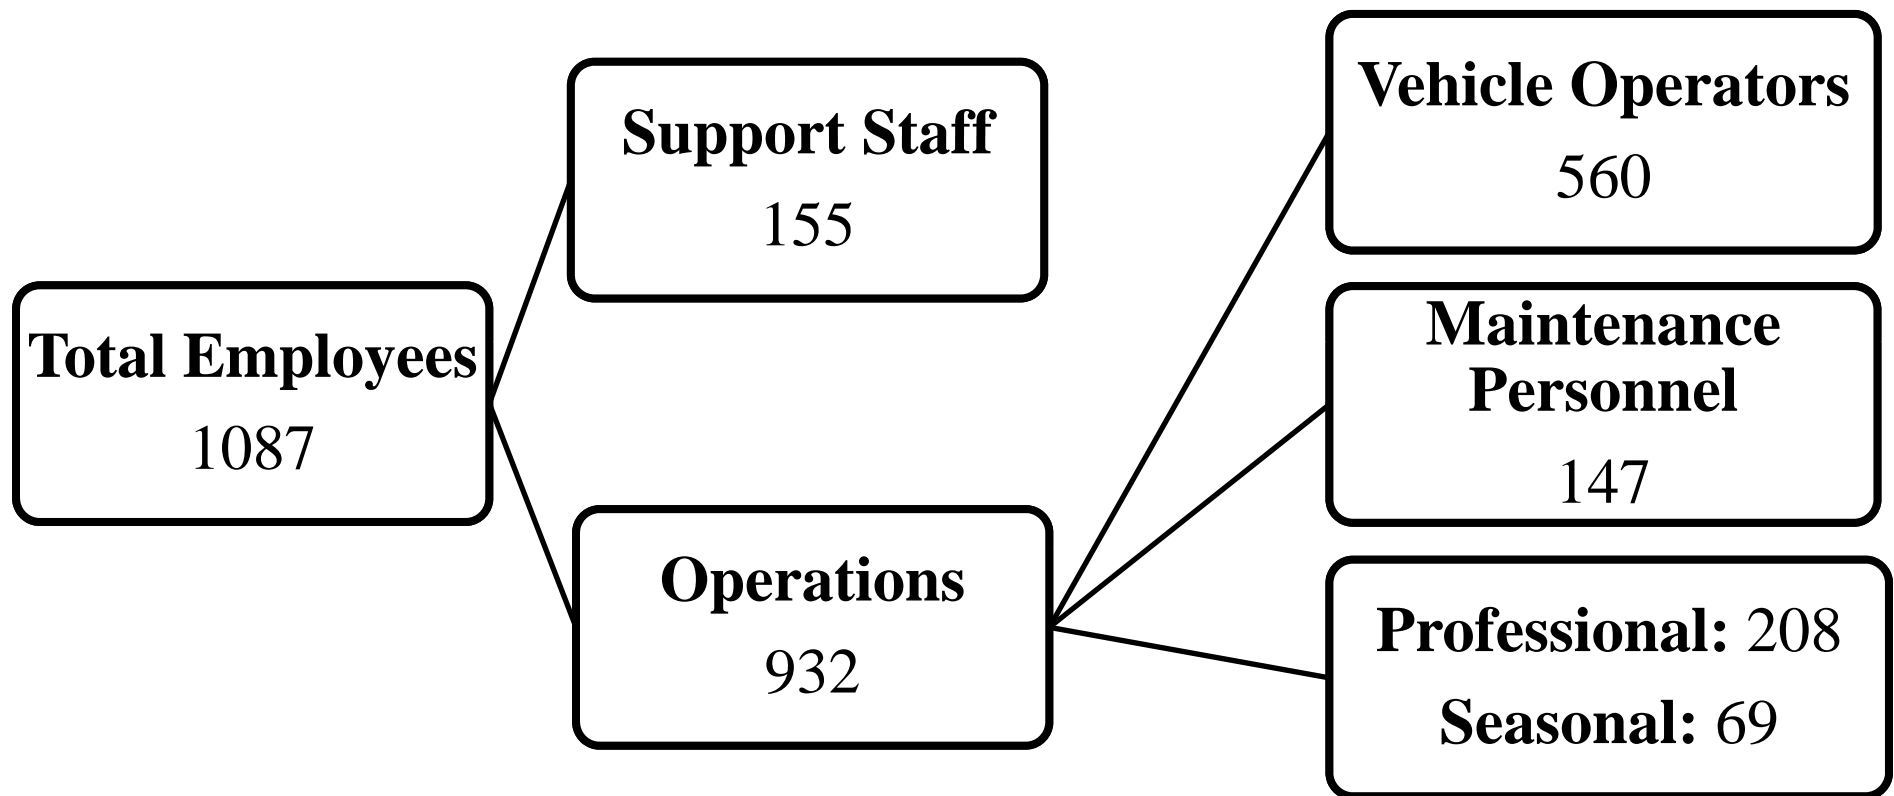 Total Employees
1087
Support Staff
155
Operations
932
Vehicle Operators
560
Maintenance
Personnel
147
Professional: 208
Seasonal: 69